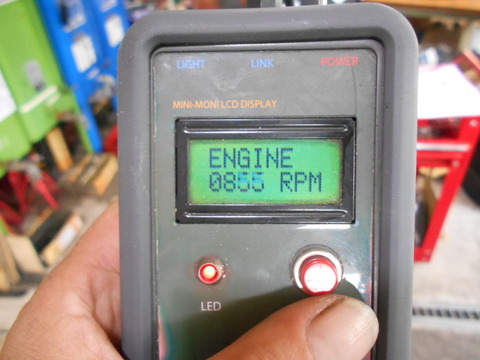 LIGHT LINK POWER
MINI-MONI LCD DISPLAY
ENGINE
0855 RPM
LED